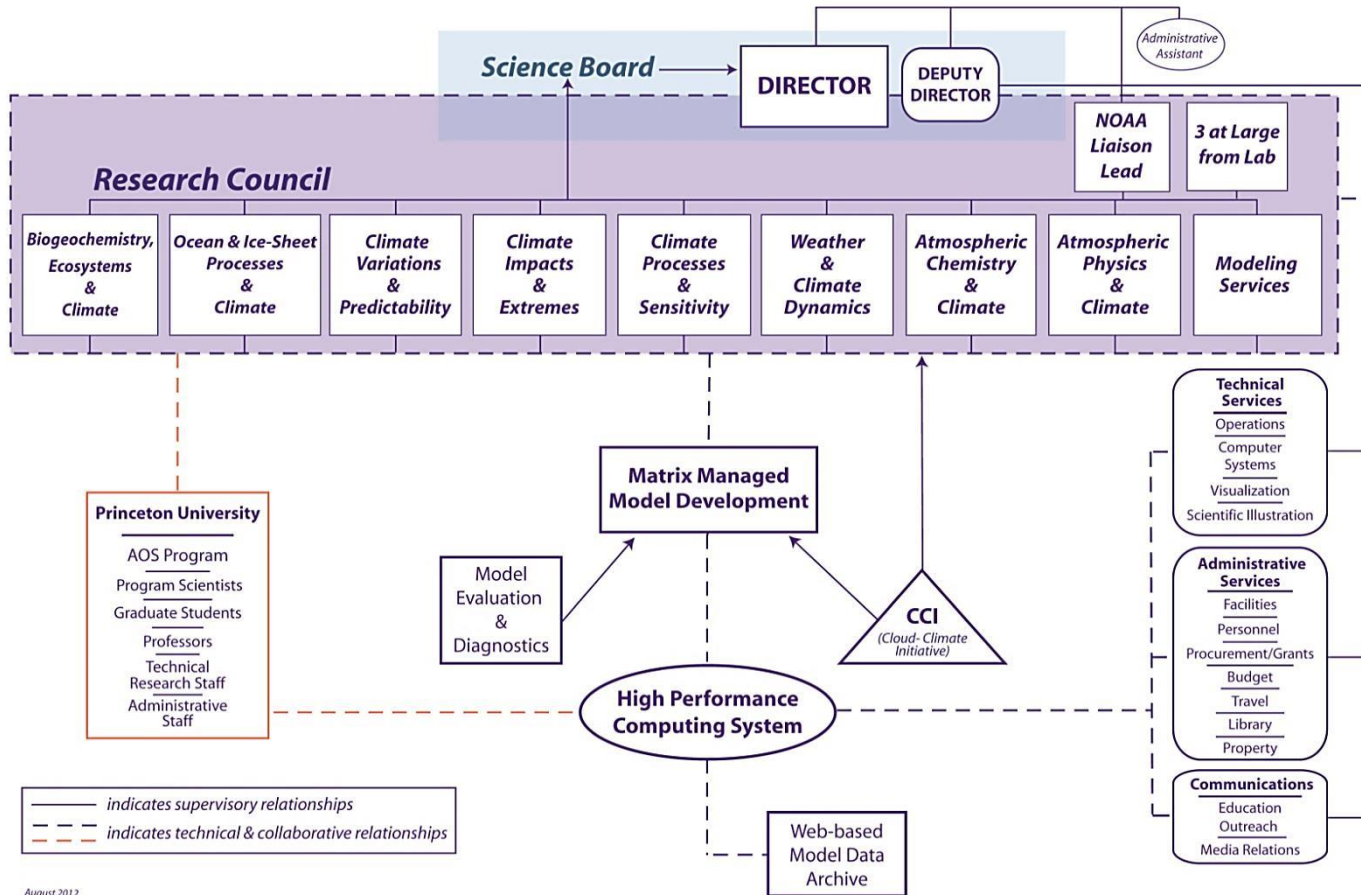 Administrative
Assistant
Science Board
DIRECTOR
DEPUTY
DIRECTOR
NOAA
Liaison
Lead
3 at Large
from Lab
Research Council
Biogeochemistry,
Ecosystems
&
Climate
Ocean & Ice-Sheet
Processes
&
Climate
Climate
Variations
&
Predictability
Climate
Impacts
&
Extremes
Climate
Processes
&
Sensitivity
Weather
&
Climate
Dynamics
Atmospheric
Chemistry
&
Climate
Atmospheric
Physics
&
Climate
Modeling
Services
Princeton University
AOS Program
Program Scientists
Graduate Students
Professors
Technical
Research Staff
Administrative
Staff
Matrix Managed
Model Development
Model
Evaluation
&
Diagnostics
CCI
(Cloud- Climate
Initiative)
High Performance
Computing System
Web-based
Model Data
Archive
Technical
Services
Operations
Computer
Systems
Visualization
Scientific Illustration
Administrative
Services
Facilities
Personnel
Procurement/Grants
Budget
Travel
Library
Property
Communications
Education
Outreach
Media Relations
indicates supervisory relationships
indicates technical & collaborative relationships
August 2012